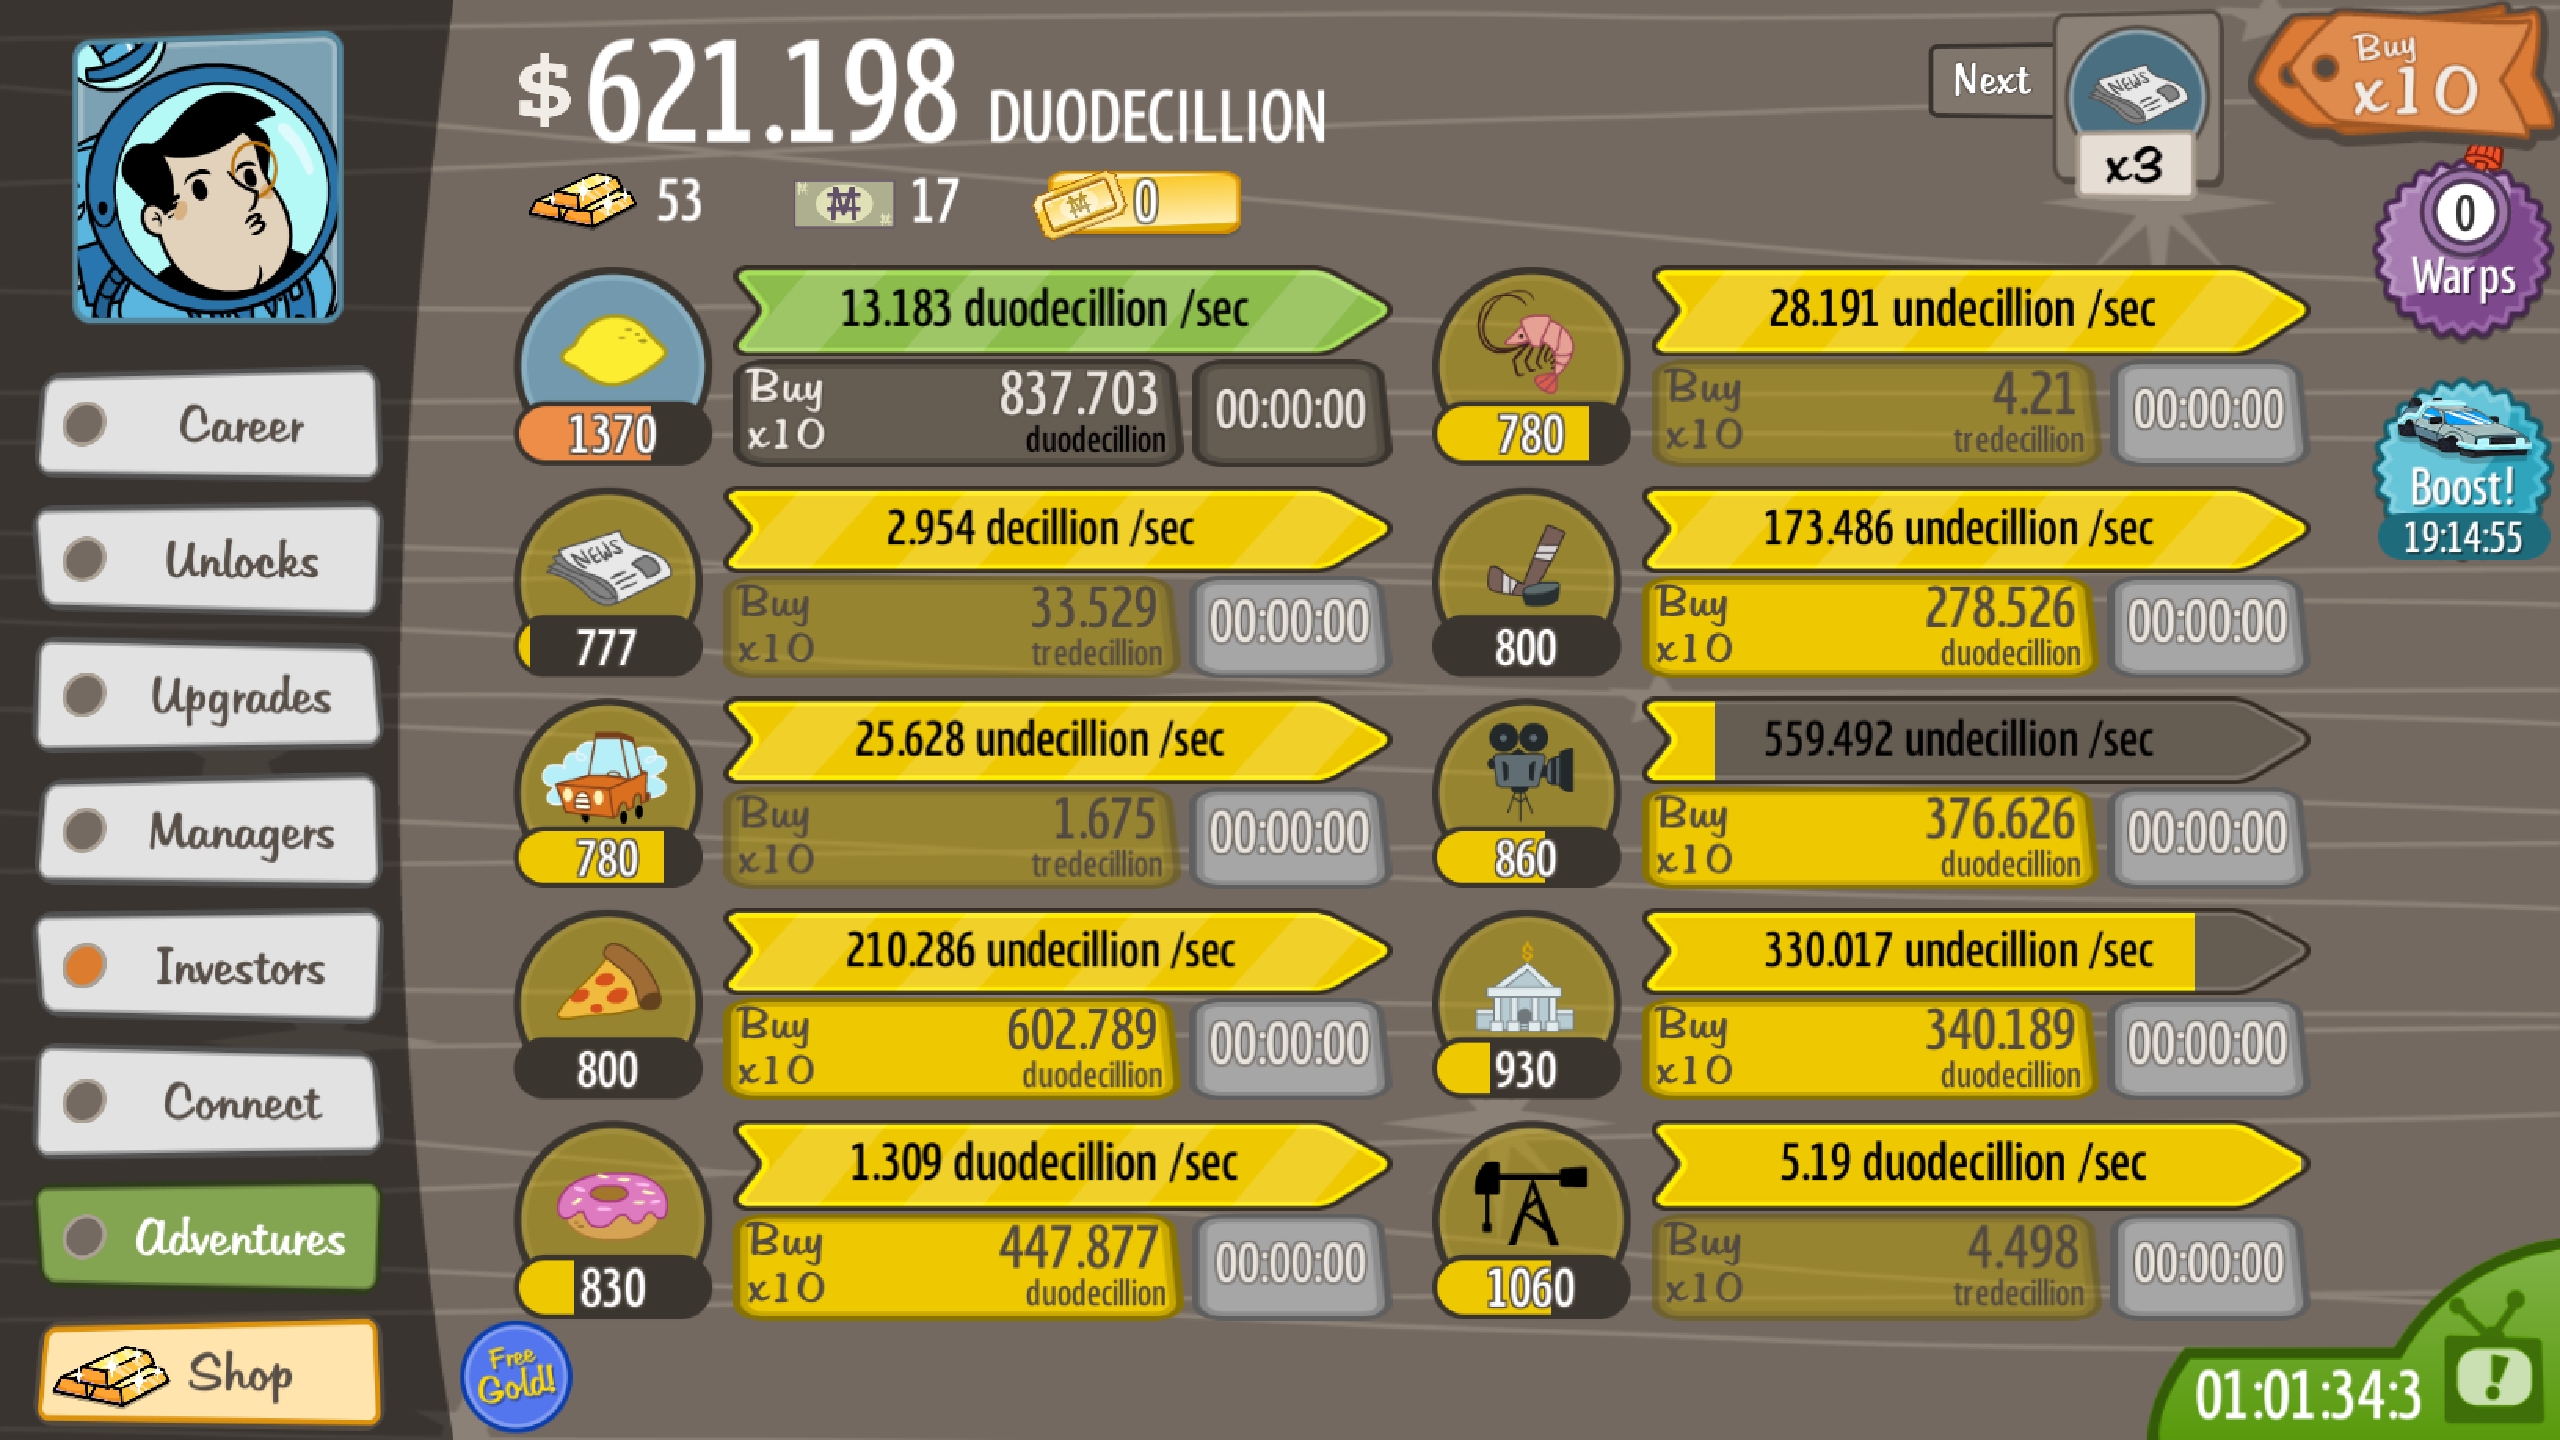 $621.198 DUODECILLION
Next
x3
Buy
x10
53
17
0
0
Warps
Boost!
19:14:55
Career
Unlocks
Upgrades
Managers
Investors
Connect
Adventures
Shop
13.183 duodecillion /sec
1370
Buy
x10
837.703
duodecillion
00:00:00
28.191 undecillion /sec
780
Buy
x10
4.21
tredecillion
00:00:00
NEWS
NEWS
2.954 decillion /sec
777
Buy
x10
33.529
tredecillion
00:00:00
173.486 undecillion /sec
800
Buy
x10
278.526
duodecillion
00:00:00
25.628 undecillion /sec
780
Buy
x10
1.675
tredecillion
00:00:00
559.492 undecillion /sec
860
Buy
x10
376.626
duodecillion
00:00:00
210.286 undecillion /sec
800
Buy
x10
602.789
duodecillion
00:00:00
330.017 undecillion /sec
930
Buy
x10
340.189
duodecillion
00:00:00
1.309 duodecillion /sec
830
Buy
x10
447.877
duodecillion
00:00:00
5.19 duodecillion /sec
1060
Buy
x10
4.498
tredecillion
00:00:00
Free
Gold!
01:01:34:3